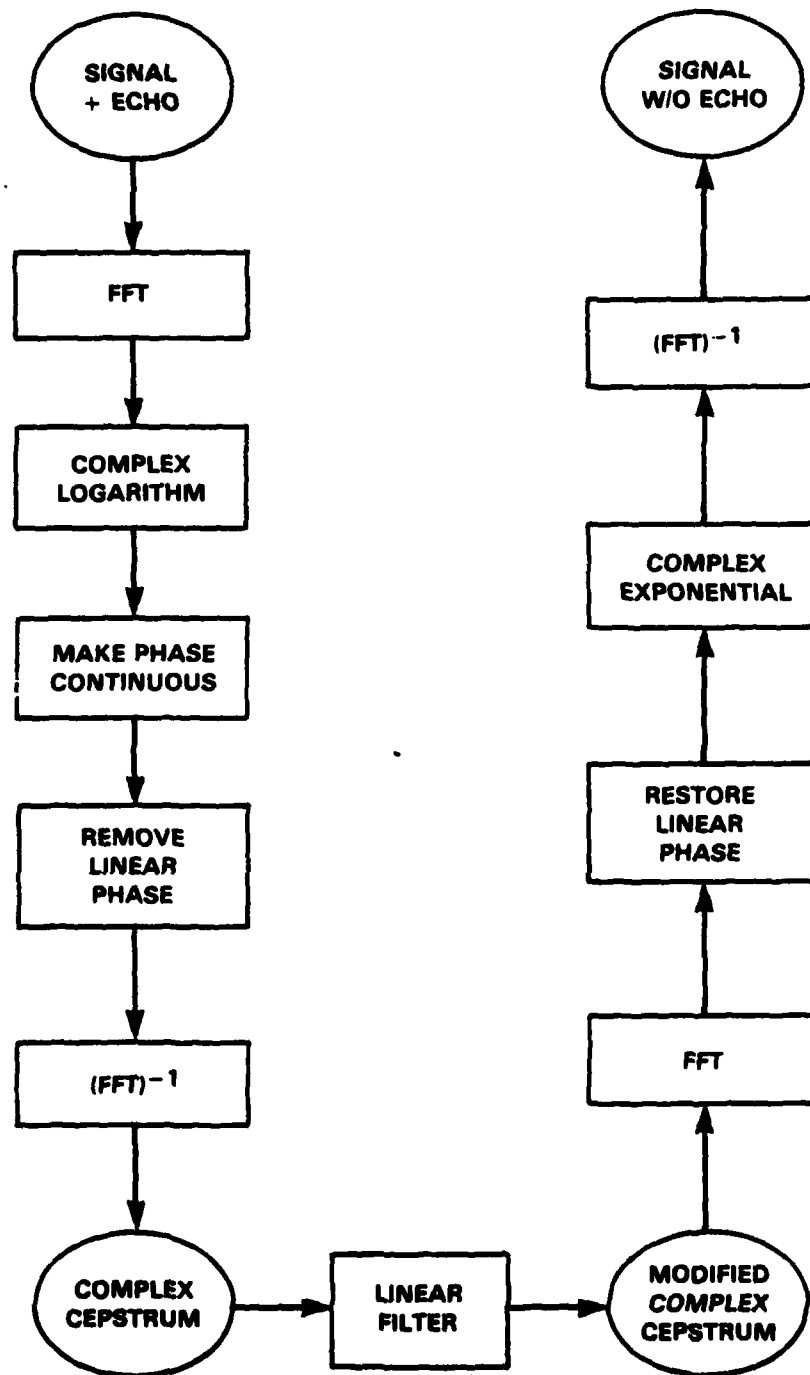 SIGNAL
+ ECHO
FFT
COMPLEX
LOGARITHM
MAKE PHASE
CONTINUOUS
REMOVE
LINEAR
PHASE
(FFT)⁻¹
COMPLEX
CEPSTRUM
LINEAR
FILTER
MODIFIED
COMPLEX
CEPSTRUM
FFT
RESTORE
LINEAR
PHASE
COMPLEX
EXPONENTIAL
(FFT)⁻¹
SIGNAL
W/O ECHO